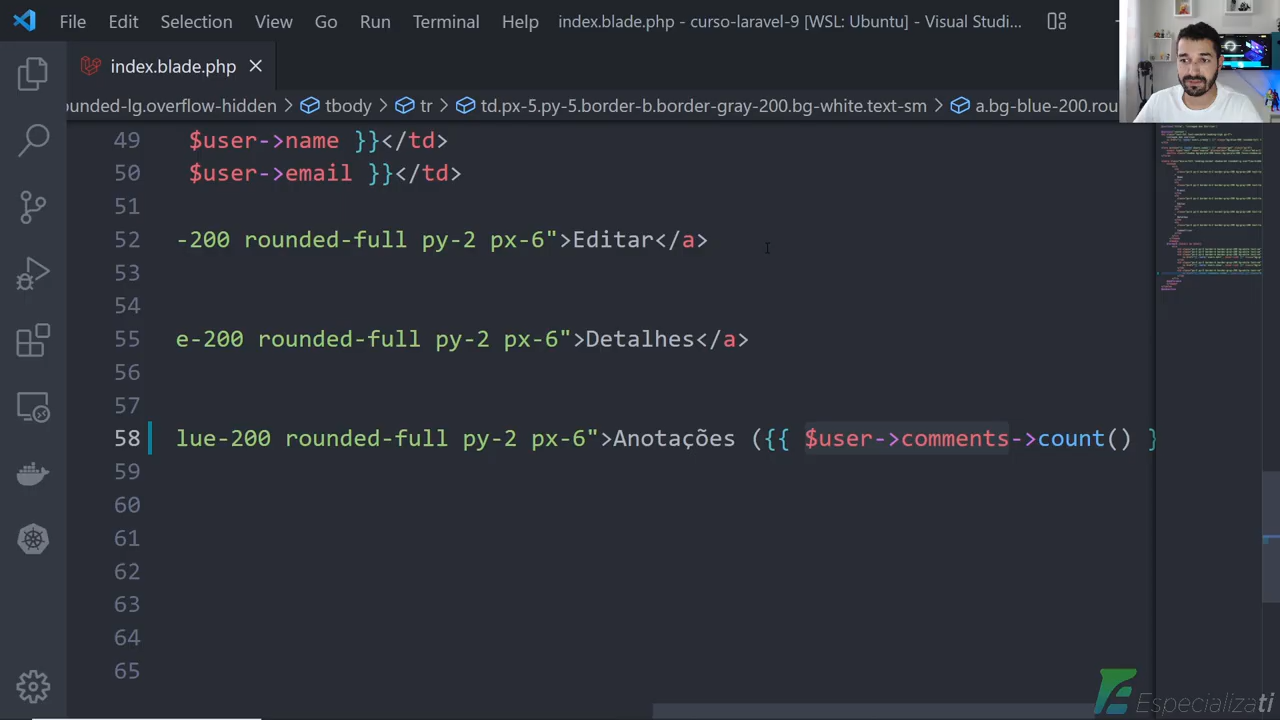 File Edit Selection View Go Run Terminal Help index.blade.php - curso-laravel-9 [WSL: Ubuntu] - Visual Studi...
index.blade.php
ounded-lg.overflow-hidden > tbody > tr > td.px-5.py-5.border-b.border-gray-200.bg-white.text-sm > a.bg-blue-200.rou
49 $user->name }}</td>
50 $user->email }}</td>
51
52 -200 rounded-full py-2 px-6">Editar</a>
53
54
55 e-200 rounded-full py-2 px-6">Detalhes</a>
56
57
58 lue-200 rounded-full py-2 px-6">Anotações ({{ $user->comments->count() }
59
60
61
62
63
64
65
Especializati